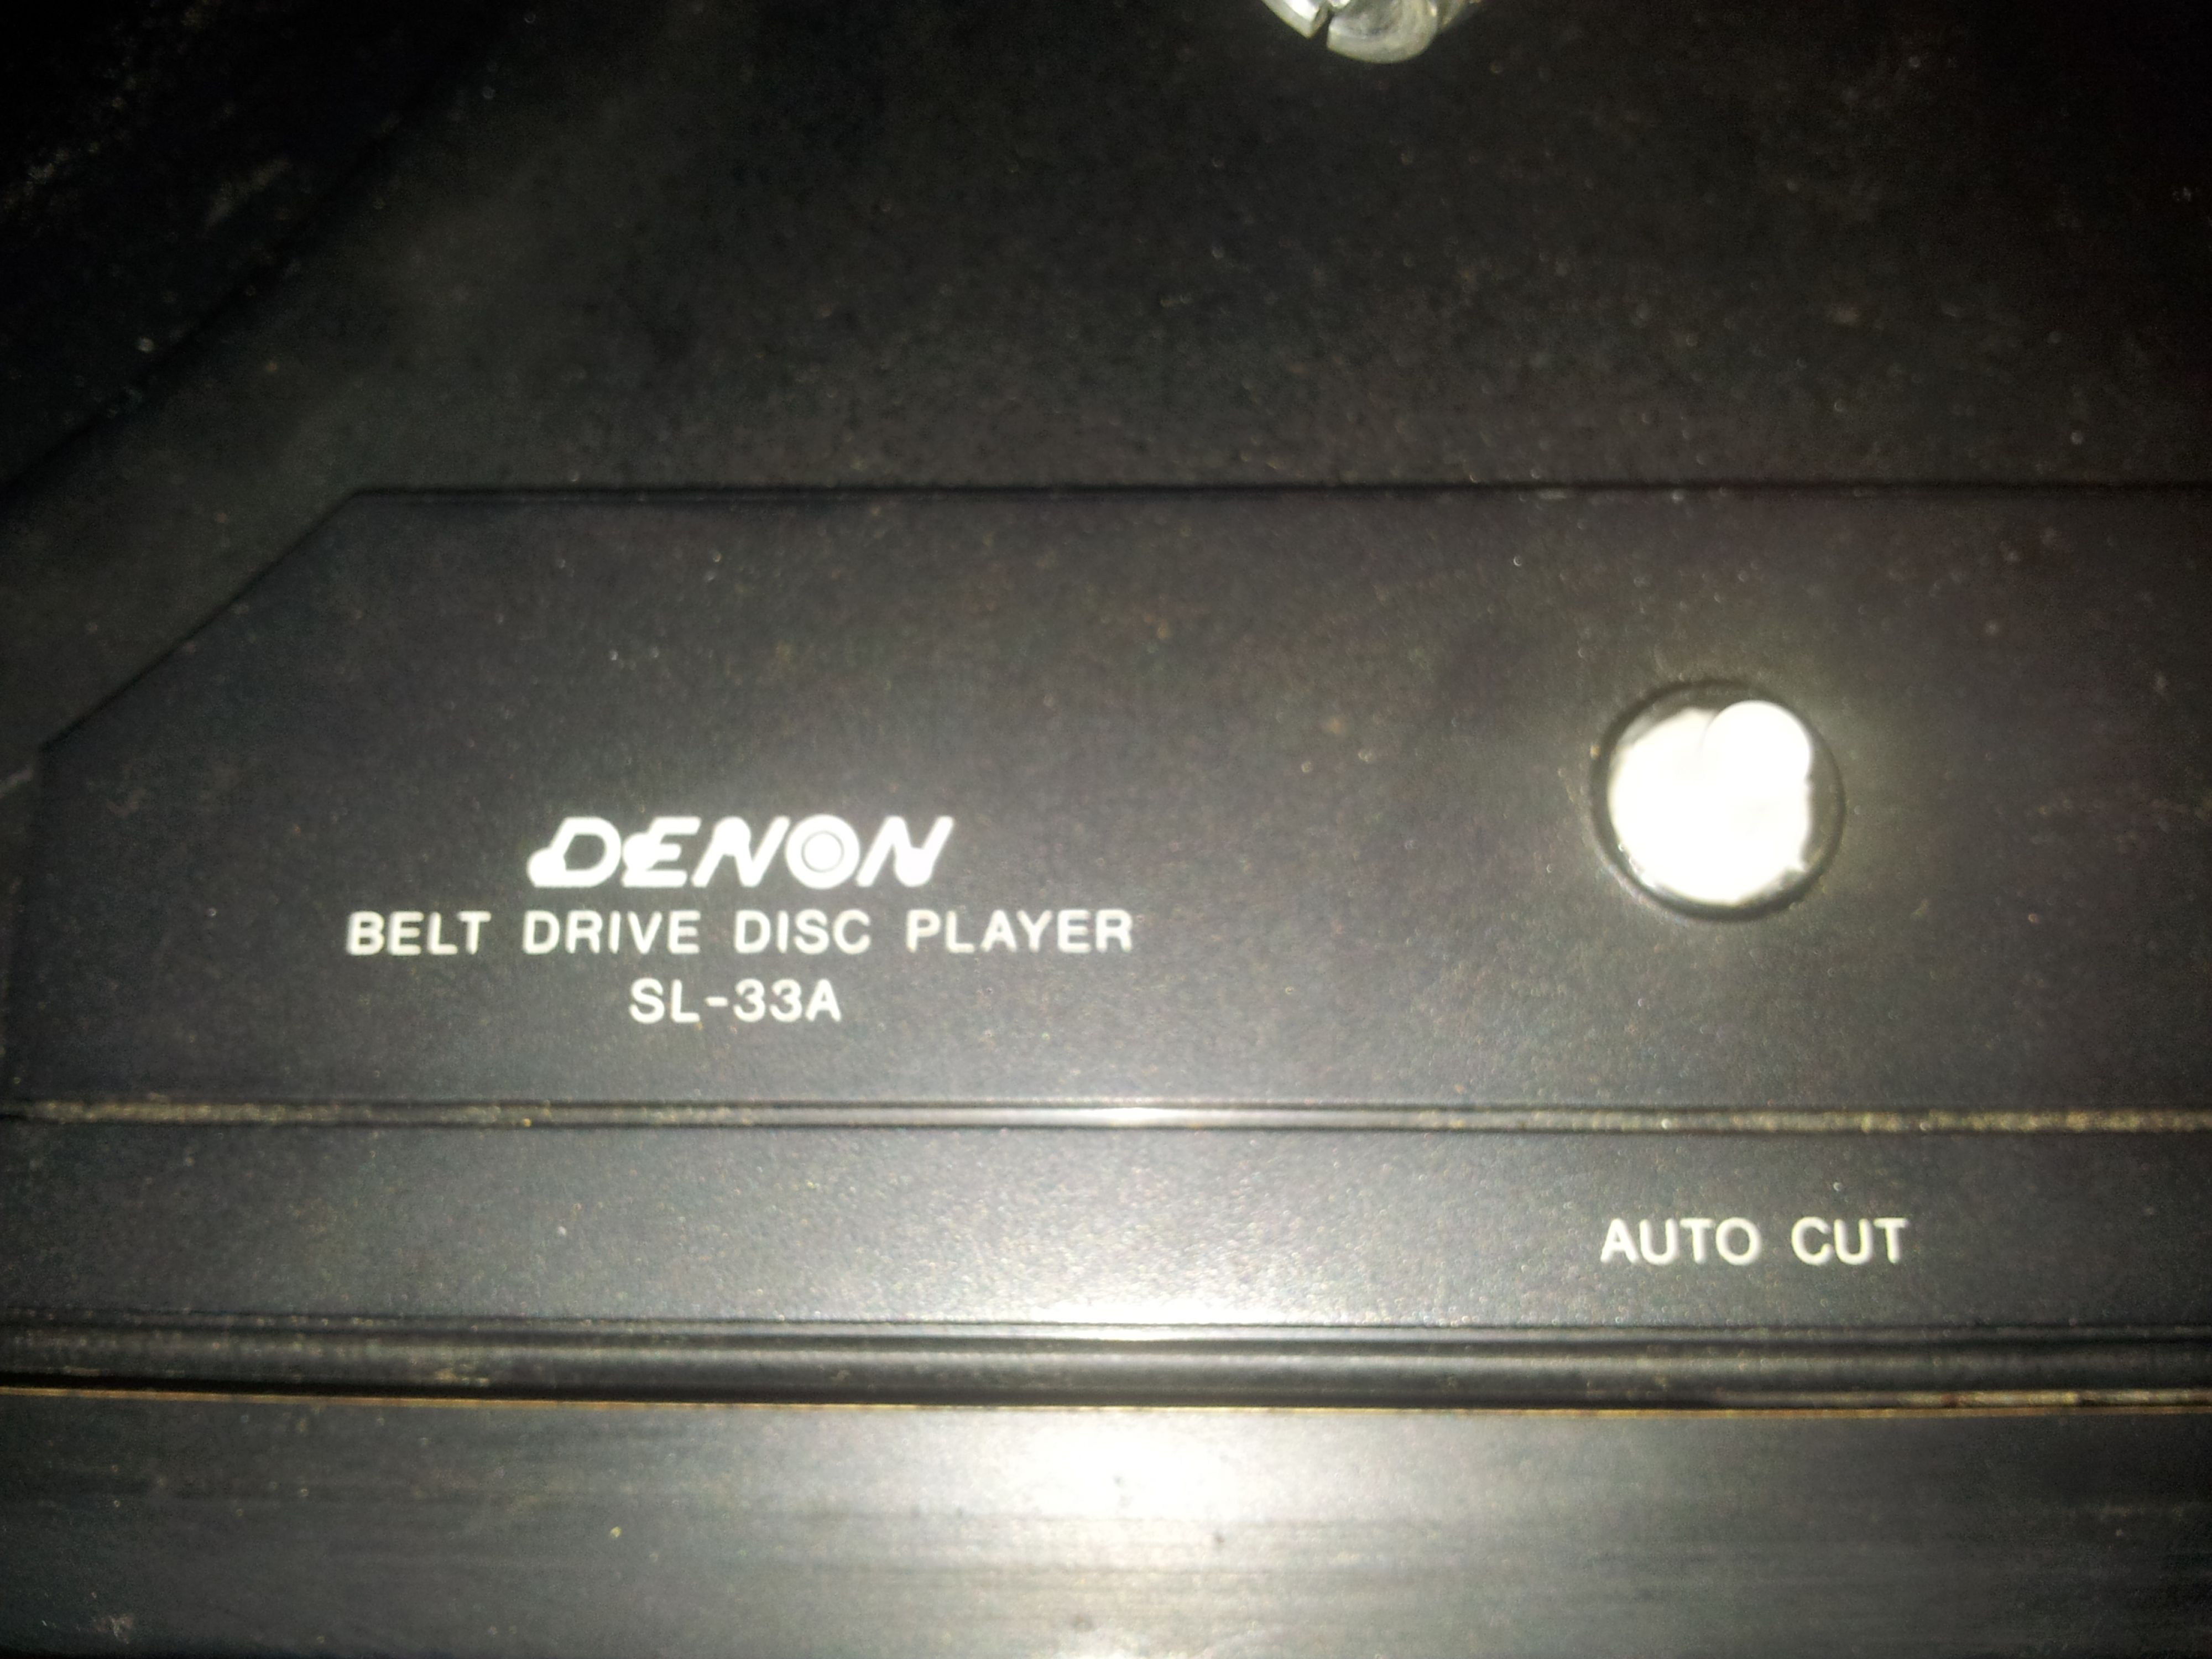 DENON
BELT DRIVE DISC PLAYER
SL-33A
AUTO CUT